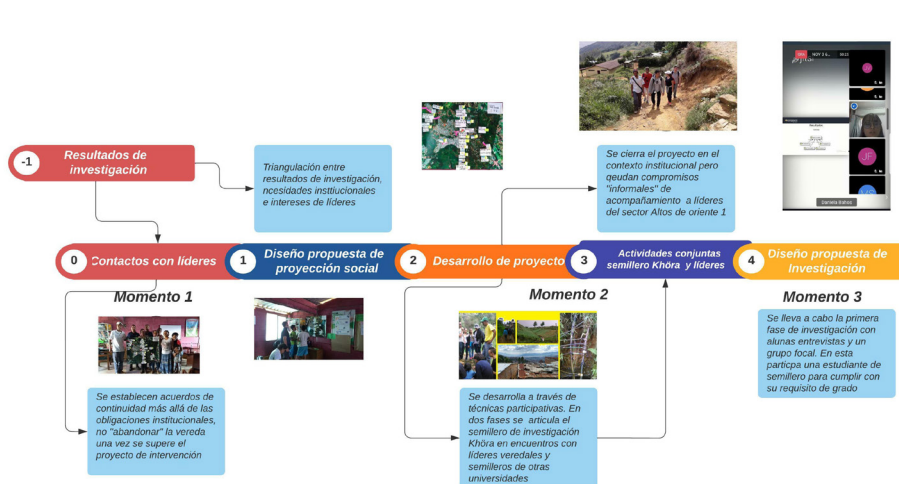 -1
Resultados de
investigación
Triangulación entre
resultados de investigación,
ncesidades insttiucionales
e intereses de líderes
Se cierra el proyecto en el
contexto institucional pero
qeudan compromisos
"informales" de
acompañamiento a líderes
del sector Altos de oriente 1
0
Contactos con líderes
1
Diseño propuesta de
proyección social
2
Desarrollo de proyecto
3
Actividades conjuntas
semillero Khöra y líderes
4
Diseño propuesta de
Investigación
Momento 1
Se establecen acuerdos de
continuidad más allá de las
obligaciones institucionales,
no "abandonar" la vereda
una vez se supere el
proyecto de intervención
Momento 2
Se desarrolla a través de
técnicas participativas. En
dos fases se articula el
semillero de investigación
Khöra en encuentros con
líderes veredales y
semilleros de otras
universidades
Momento 3
Se lleva a cabo la primera
fase de investigación con
alunas entrevistas y un
grupo focal. En esta
particpa una estudiante de
semillero para cumplir con
su requisito de grado
JF